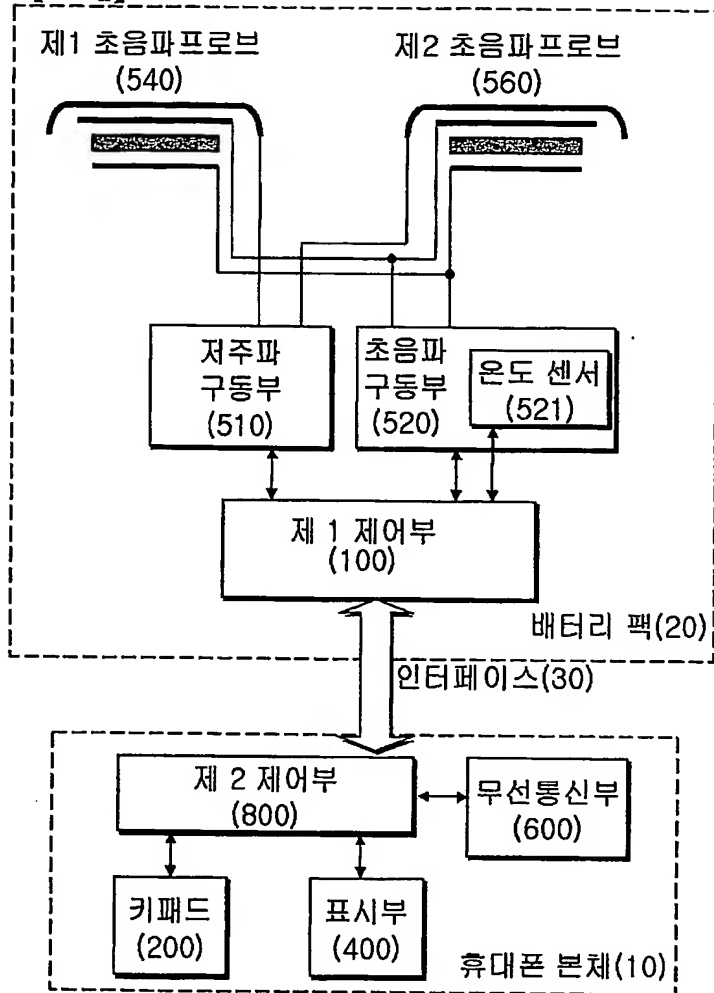 제1 초음파프로브
(540)
제2 초음파프로브
(560)
저주파
구동부
(510)
초음파
구동부
(520)
온도 센서
(521)
제 1 제어부
(100)
배터리 팩(20)
인터페이스(30)
제 2 제어부
(800)
무선통신부
(600)
키패드
(200)
표시부
(400)
휴대폰 본체(10)